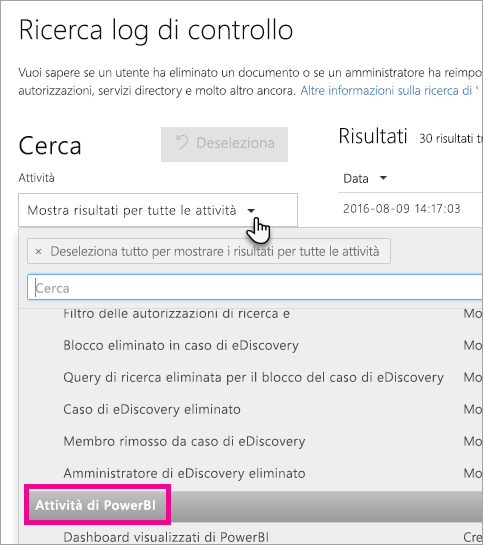 Ricerca log di controllo
Vuoi sapere se un utente ha eliminato un documento o se un amministratore ha reimpo
autorizzazioni, servizi directory e molto altro ancora. Altre informazioni sulla ricerca di
Cerca
Deseleziona
Risultati 30 risultati tr
Attività
Data
Mostra risultati per tutte le attività
2016-08-09 14:17:03
× Deseleziona tutto per mostrare i risultati per tutte le attività
Cerca
Filtro delle autorizzazioni di ricerca e Mo
Blocco eliminato in caso di eDiscovery Mo
Query di ricerca eliminata per il blocco del caso di eDiscovery Mo
Caso di eDiscovery eliminato Mo
Membro rimosso da caso di eDiscovery Mo
Amministratore di eDiscovery eliminato Mo
Attività di PowerBI
Dashboard visualizzati di PowerBI Cre